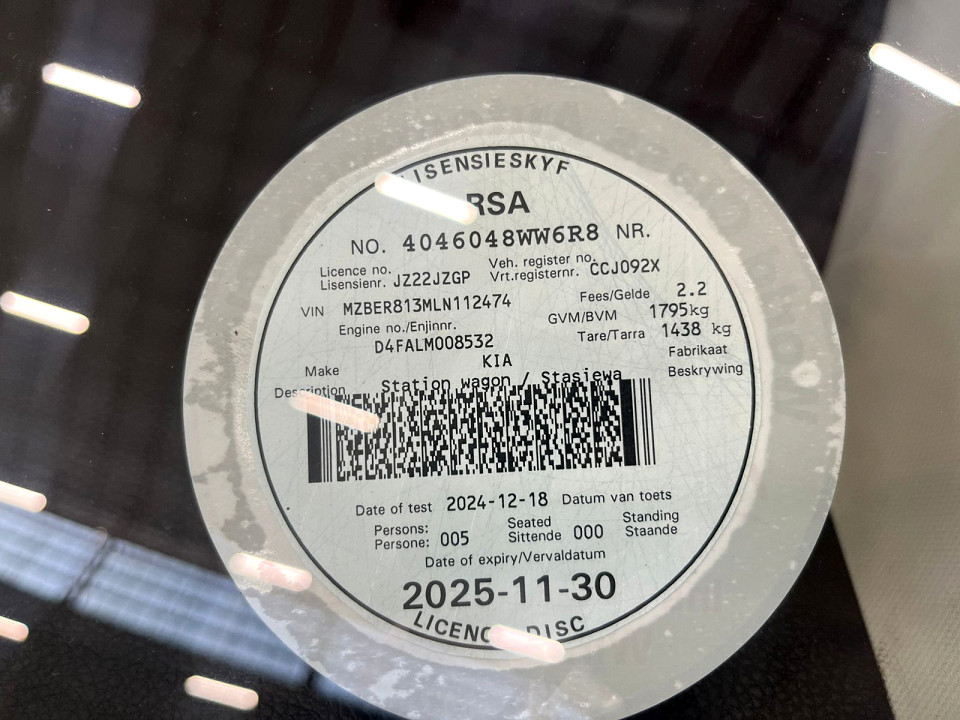 LISENSIESKYF
RSA
NO. 4046048WW6R8 NR.
Licence no. Lisensienr. JZ22JZGP Veh. register no. Vrt.registernr. CCJ092X
VIN MZBER813MLN112474 Fees/Gelde 2.2
Engine no./Enjinnr. GVM/BVM 1795kg
D4FALM008532 Tare/Tarra 1438 kg
Make KIA Fabrikaat
Description Station wagon / Stasiewa Beskrywing
Date of test 2024-12-18 Datum van toets
Persons: Persone: 005 Seated Sittende 000 Standing Staande
Date of expiry/Vervaldatum
2025-11-30
LICENCE DISC